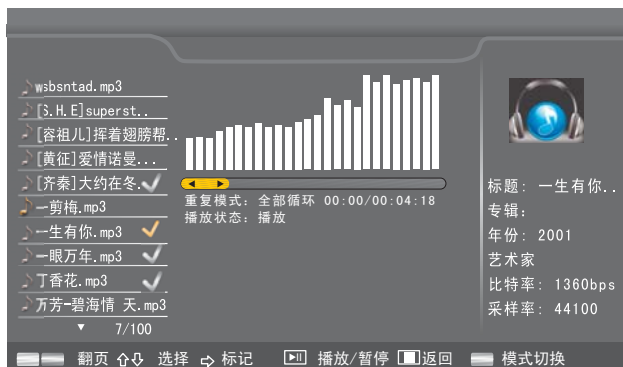 wsbsntad.mp3
[S.H.E]superst..
[容祖儿]挥着翅膀帮..
[黄征]爱情诺曼...
[齐秦]大约在冬.
一剪梅.mp3
一生有你.mp3
一眼万年.mp3
丁香花.mp3
万芳-碧海情 天.mp3
7/100
重复模式: 全部循环 00:00/00:04:18
播放状态: 播放
标题: 一生有你..
专辑:
年份: 2001
艺术家
比特率: 1360bps
采样率: 44100
翻页 选择 标记 播放/暂停 返回 模式切换